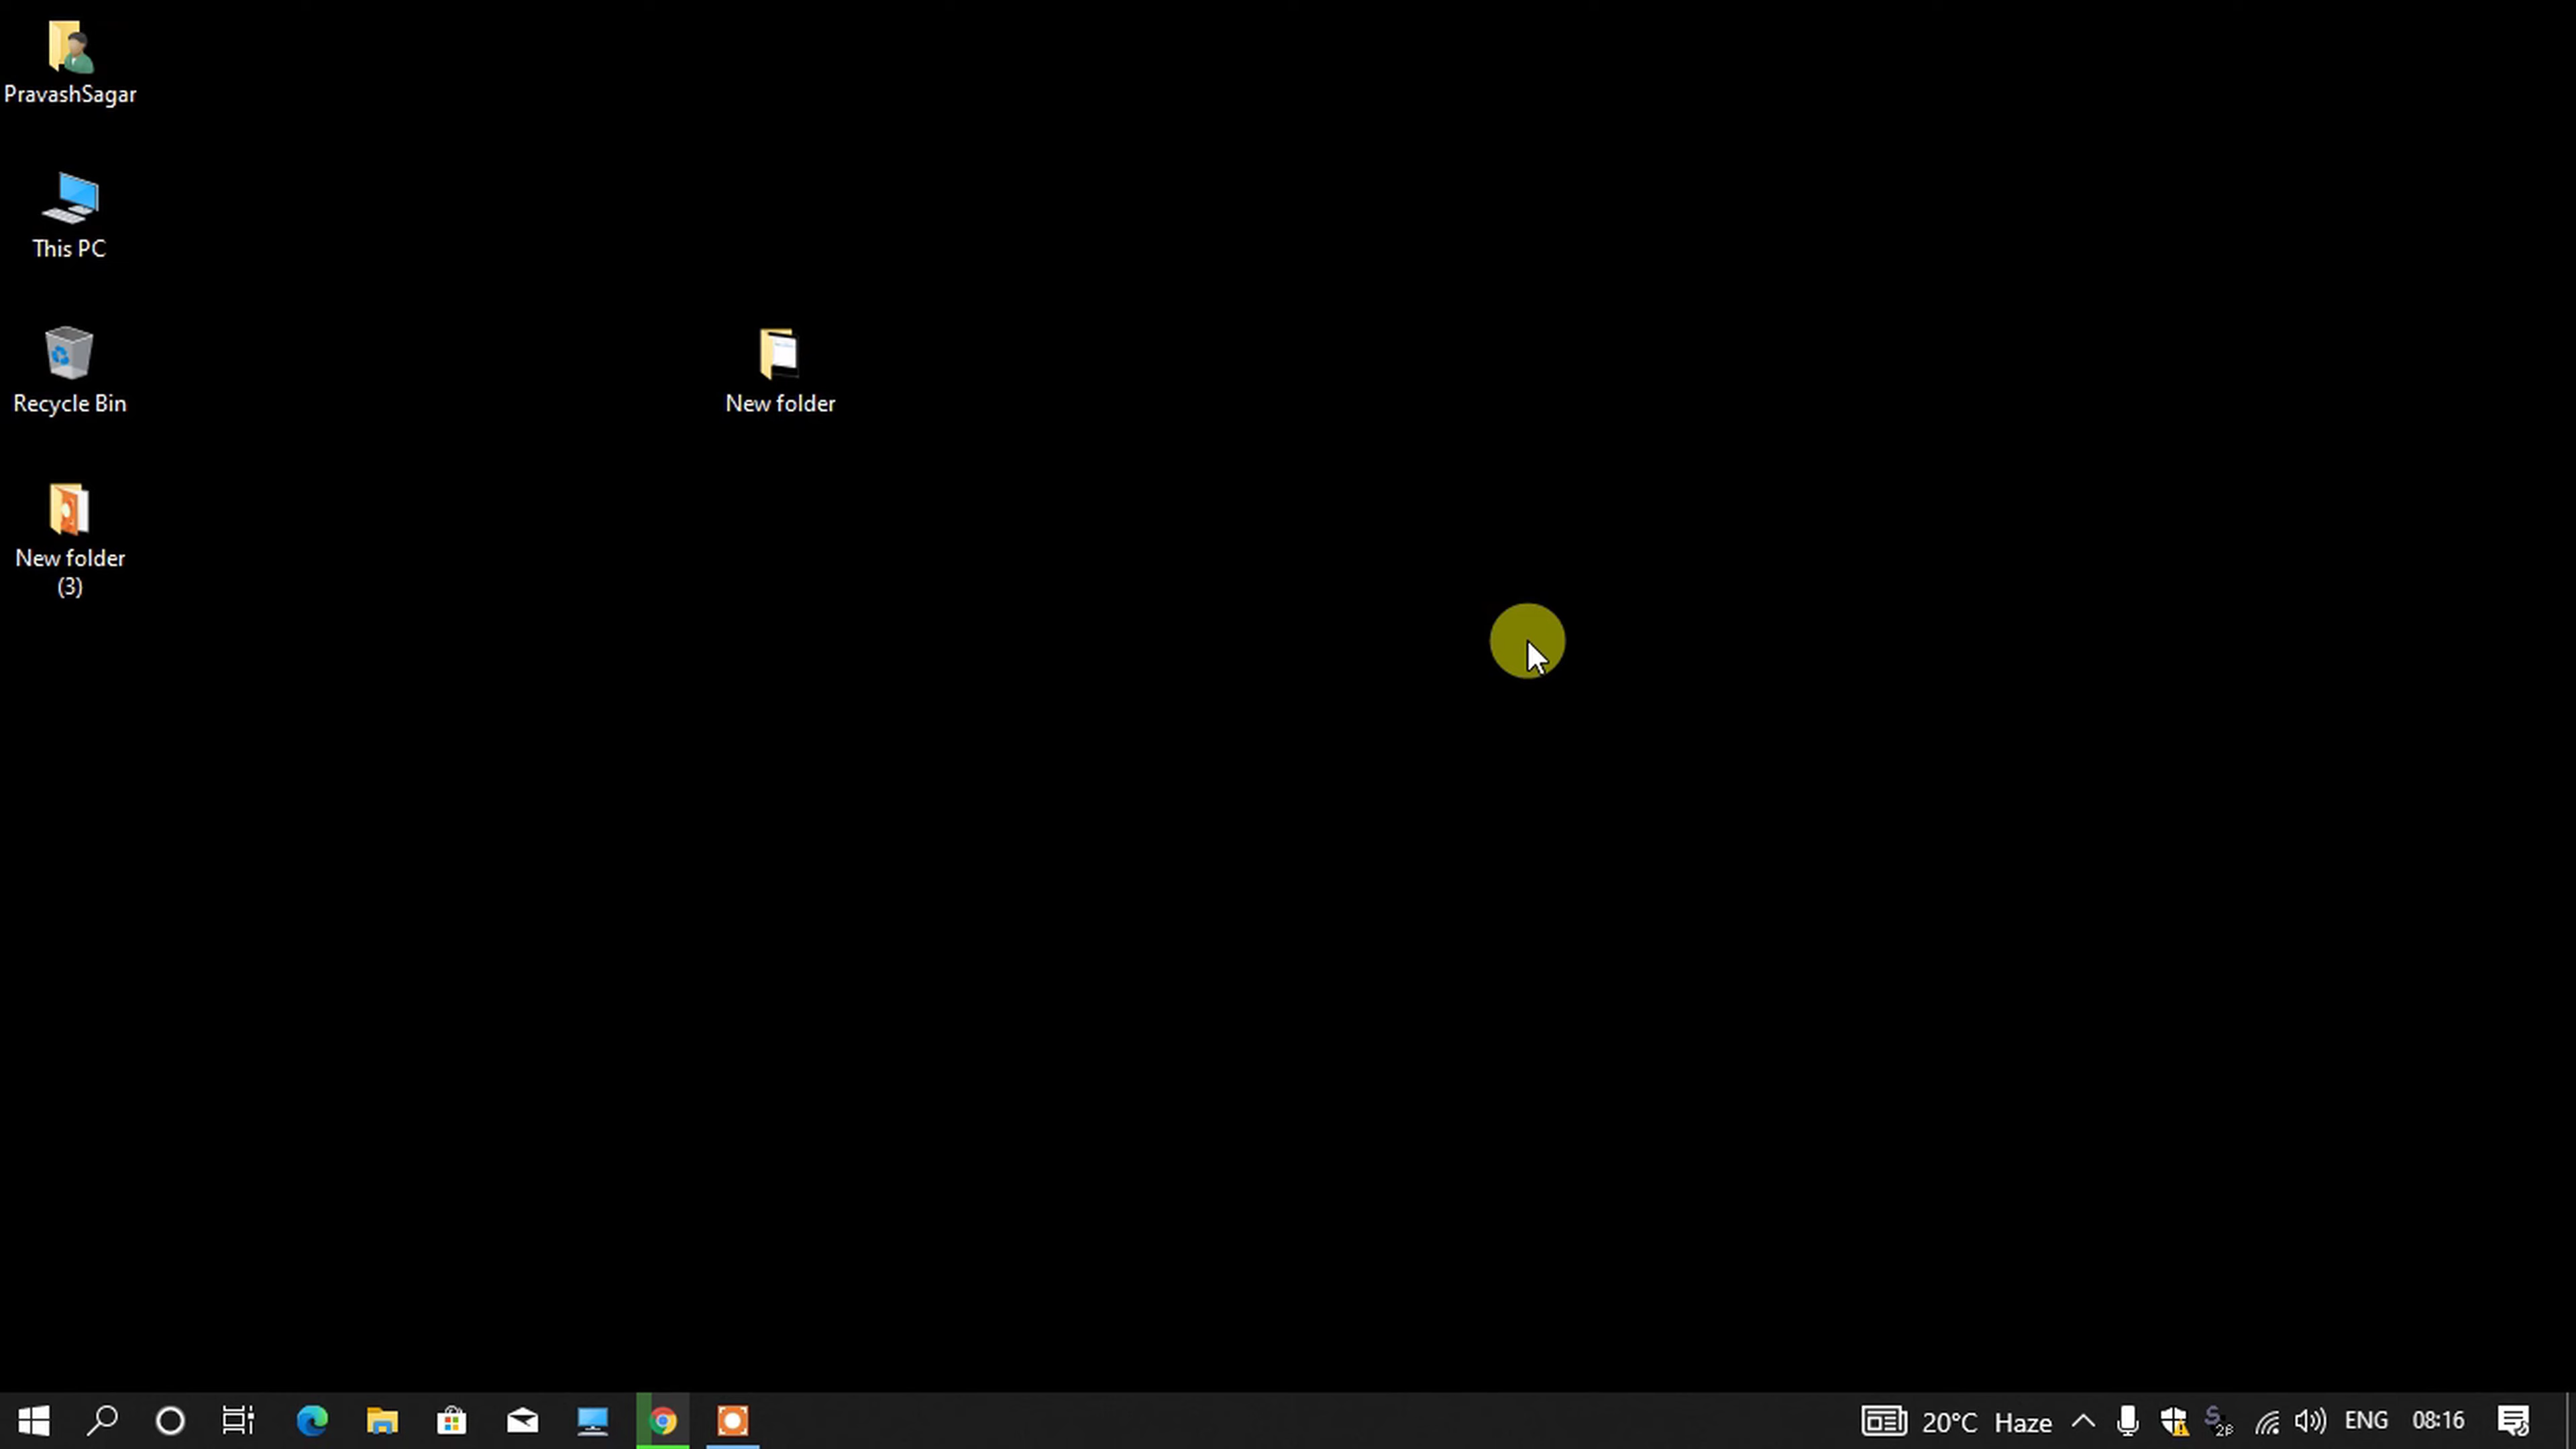 PravashSagar
This PC
Recycle Bin
New folder
New folder
(3)
20°C Haze
ENG
08:16